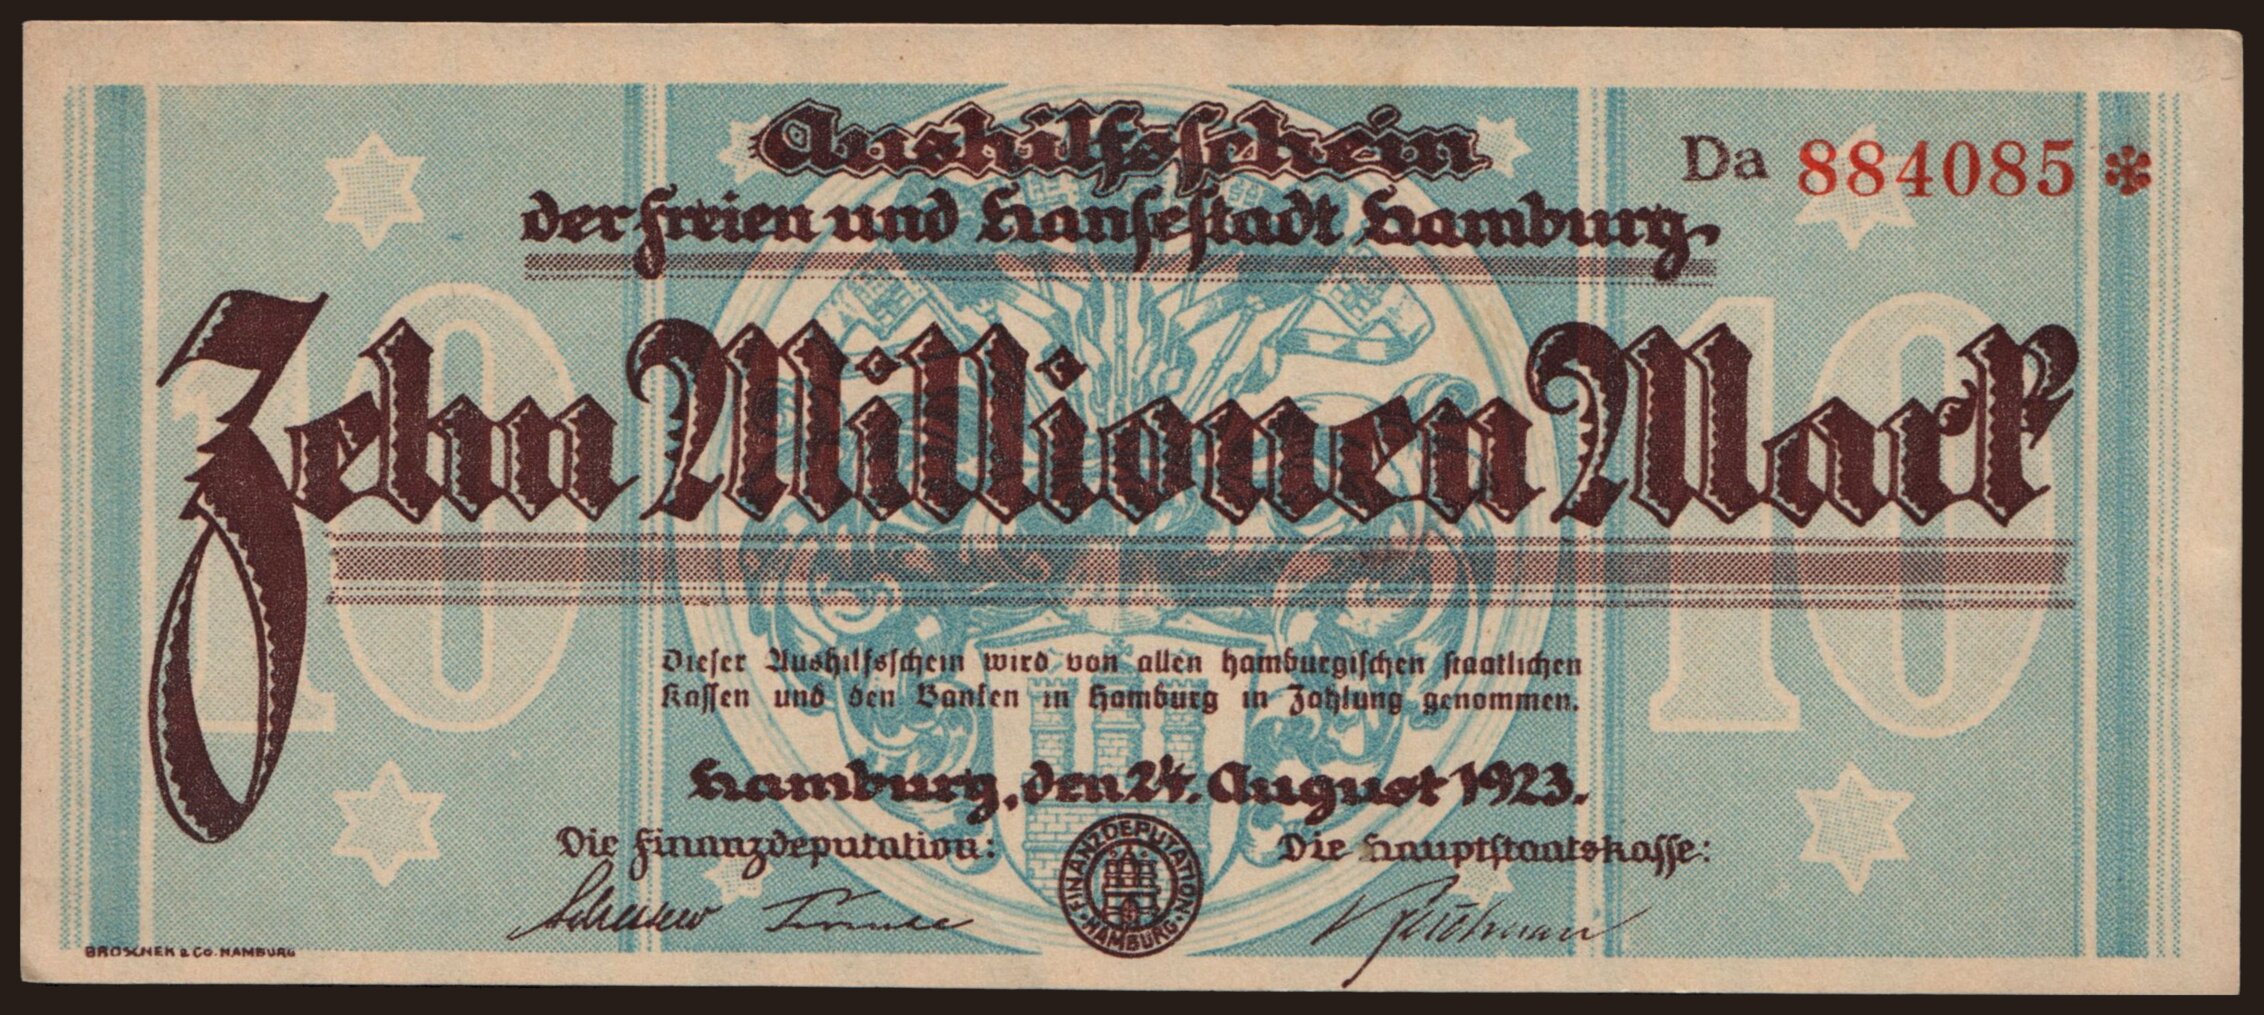 Aushilfsschein
Da 884085 *
der Freien und Hansestadt Hamburg.
10 10
Zehn Millionen Mark
Dieser Aushilfsschein wird von allen hamburgischen staatlichen
Kassen und den Banken in Hamburg in Zahlung genommen.
Hamburg, den 24. August 1923.
Die Finanzdeputation:
Die Hauptstaatskasse:
FINANZDEPUTATION
HAMBURG
BROSCHEK & CO. HAMBURG